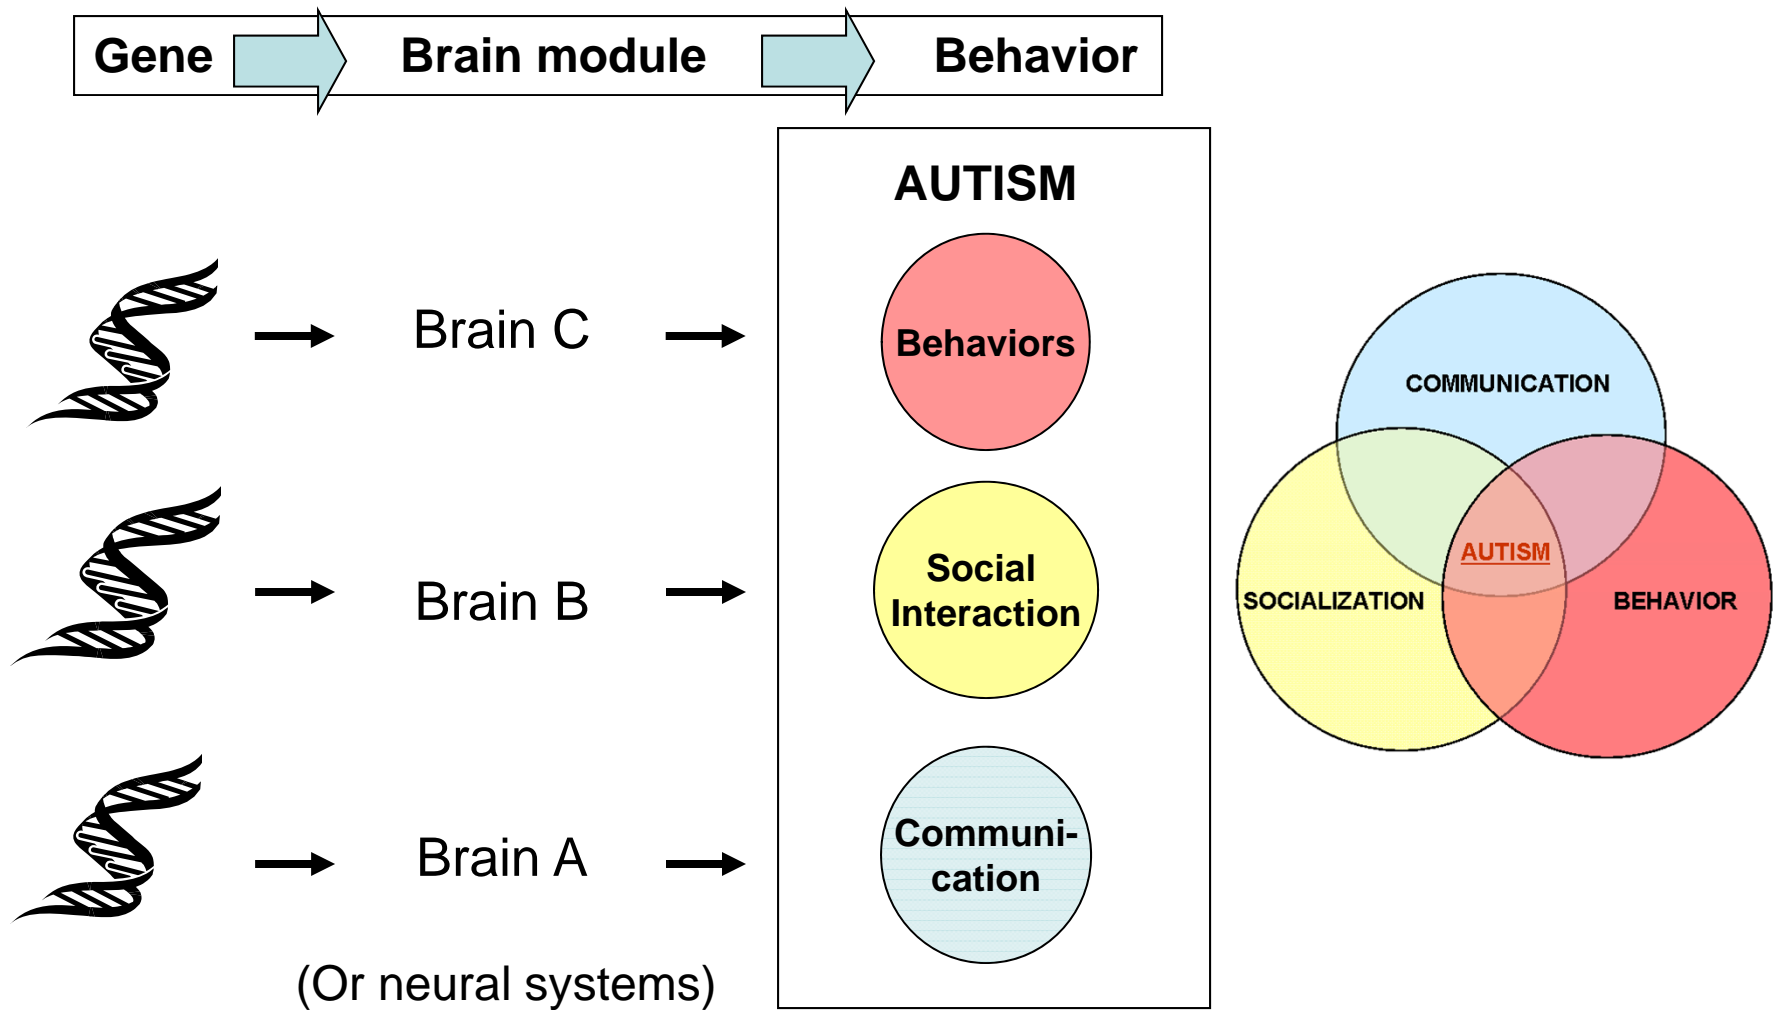 Gene Brain module Behavior
AUTISM
Brain C
Behaviors
Brain B
Social
Interaction
Brain A
Communi-
cation
(Or neural systems)
COMMUNICATION
AUTISM
SOCIALIZATION
BEHAVIOR